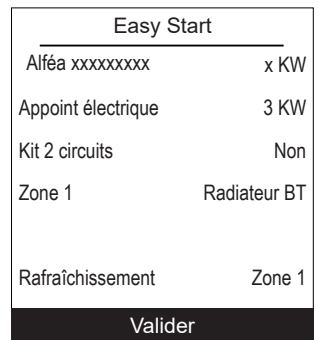 Easy Start
Alféa xxxxxxxxx x KW
Appoint électrique 3 KW
Kit 2 circuits Non
Zone 1 Radiateur BT
Rafraîchissement Zone 1
Valider